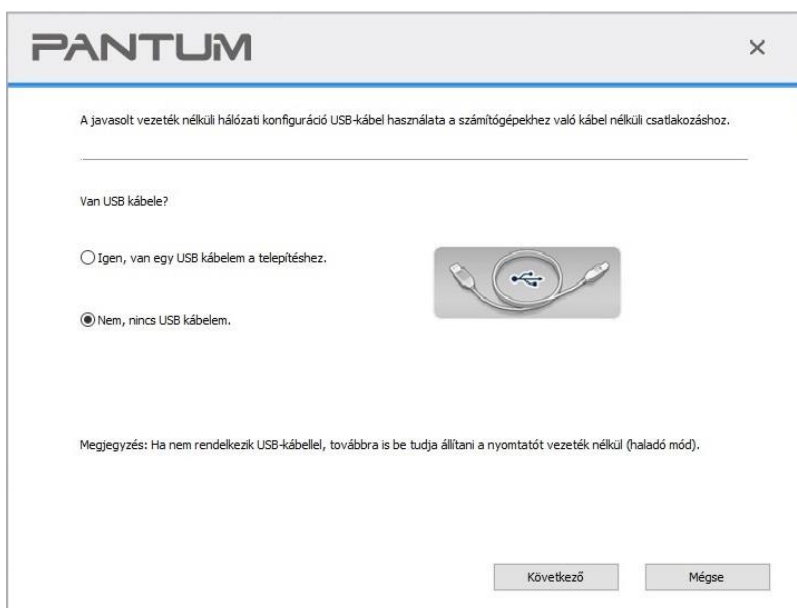 PANTUM
A javasolt vezeték nélküli hálózati konfiguráció USB-kábel használata a számítógépekhez való kábel nélküli csatlakozáshoz.
Van USB kábele?
Igen, van egy USB kábelem a telepítéshez.
Nem, nincs USB kábelem.
Megjegyzés: Ha nem rendelkezik USB-kábellel, továbbra is be tudja állítani a nyomtatót vezeték nélkül (haladó mód).
Következő
Mégse